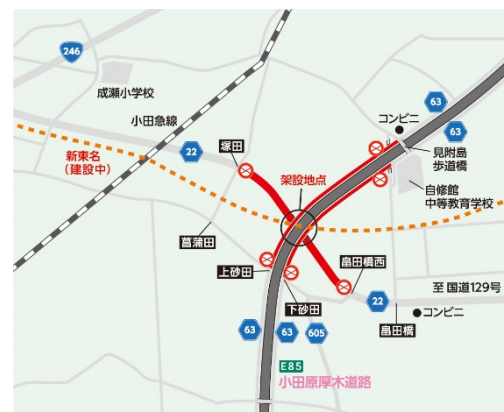 246
成瀬小学校
小田急線
コンビニ
63
63
新東名
(建設中)
22
塚田
架設地点
見附島
歩道橋
自修館
中等教育学校
菖蒲田
上砂田
畠田橋西
至 国道129号
下砂田
22
63
63
605
畠田橋
コンビニ
E85
小田原厚木道路